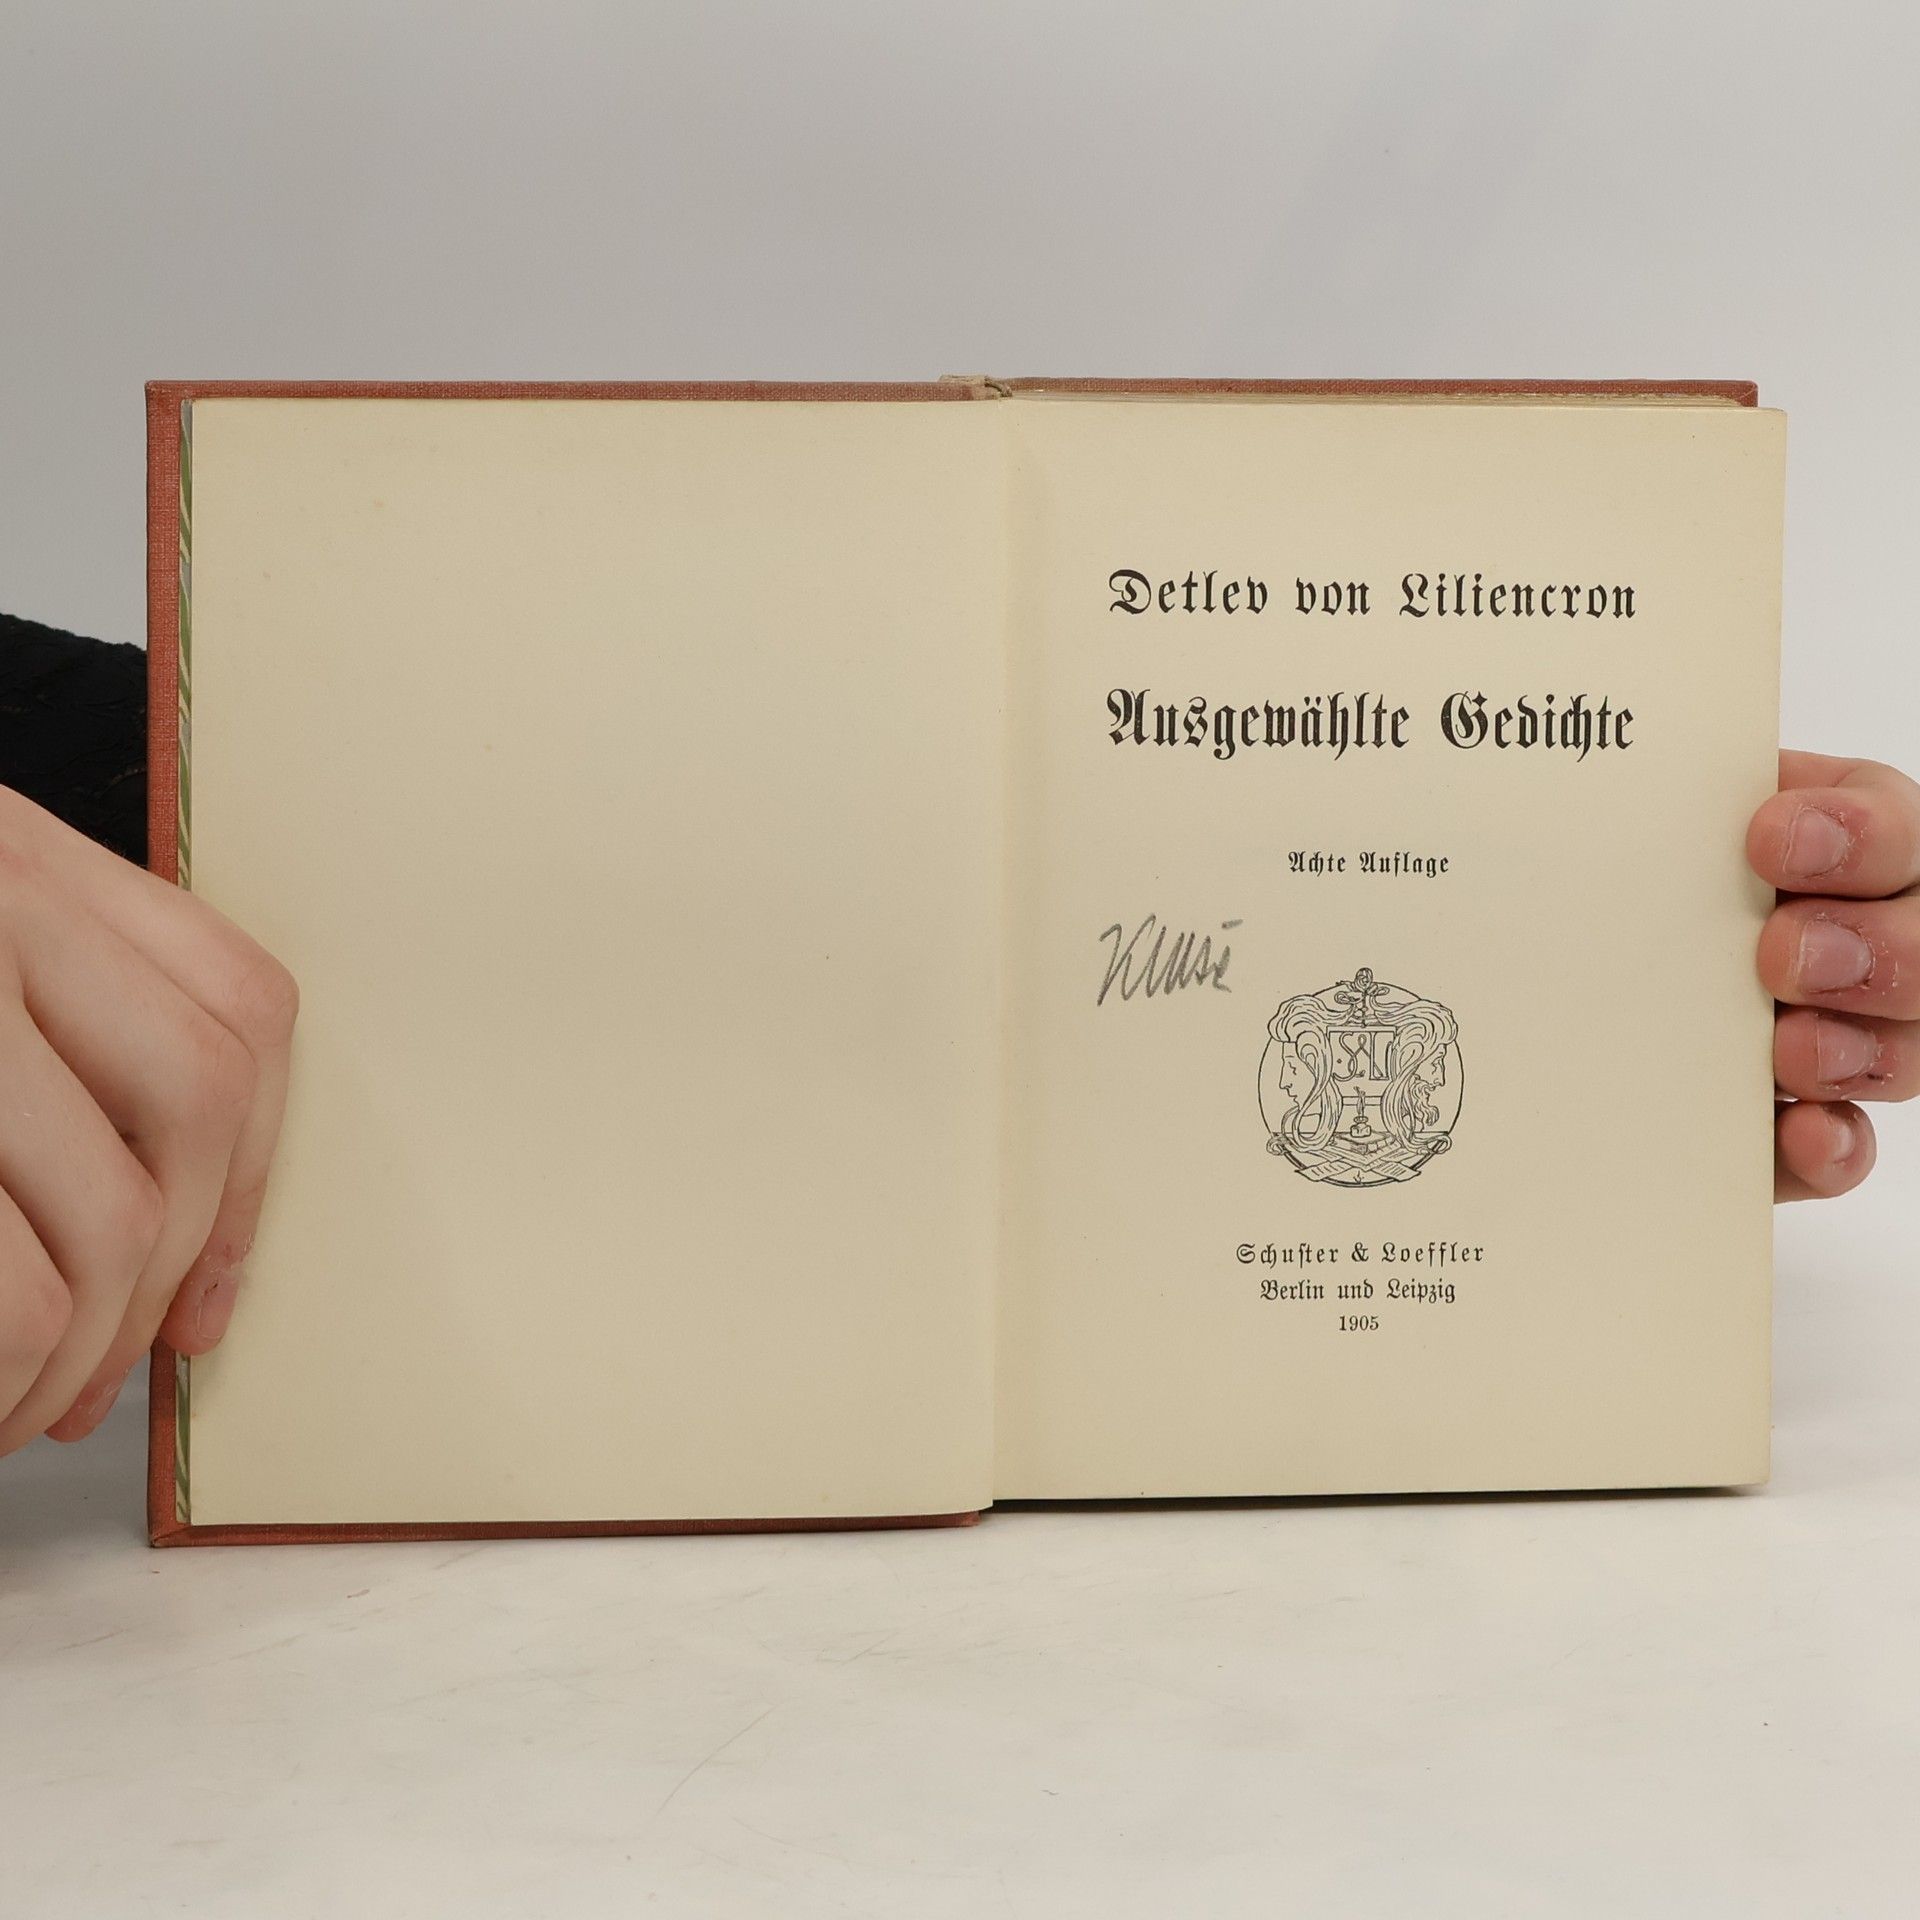 Detlev von Liliencron
Ausgewählte Gedichte
Achte Auflage
S & L
Schuster & Loeffler
Berlin und Leipzig
1905